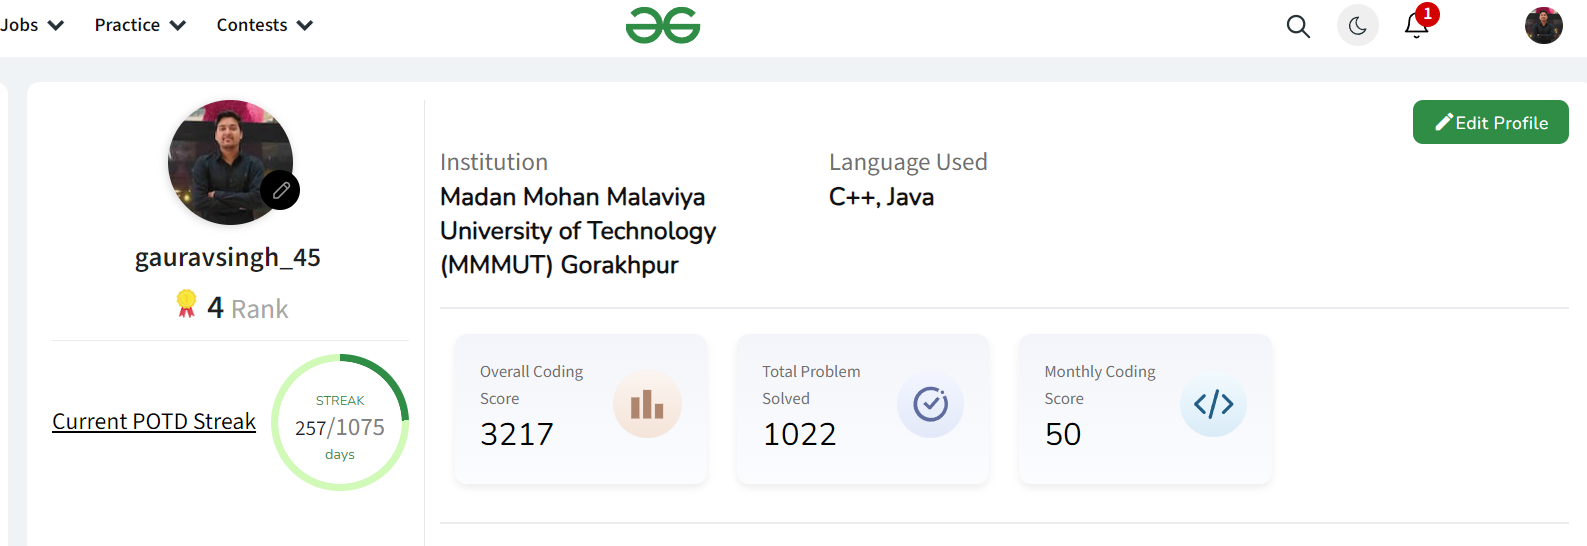 Jobs Practice Contests
1
Edit Profile
gauravsingh_45
4 Rank
Current POTD Streak
STREAK
257/1075
days
Institution
Madan Mohan Malaviya
University of Technology
(MMMUT) Gorakhpur
Language Used
C++, Java
Overall Coding
Score
3217
Total Problem
Solved
1022
Monthly Coding
Score
50